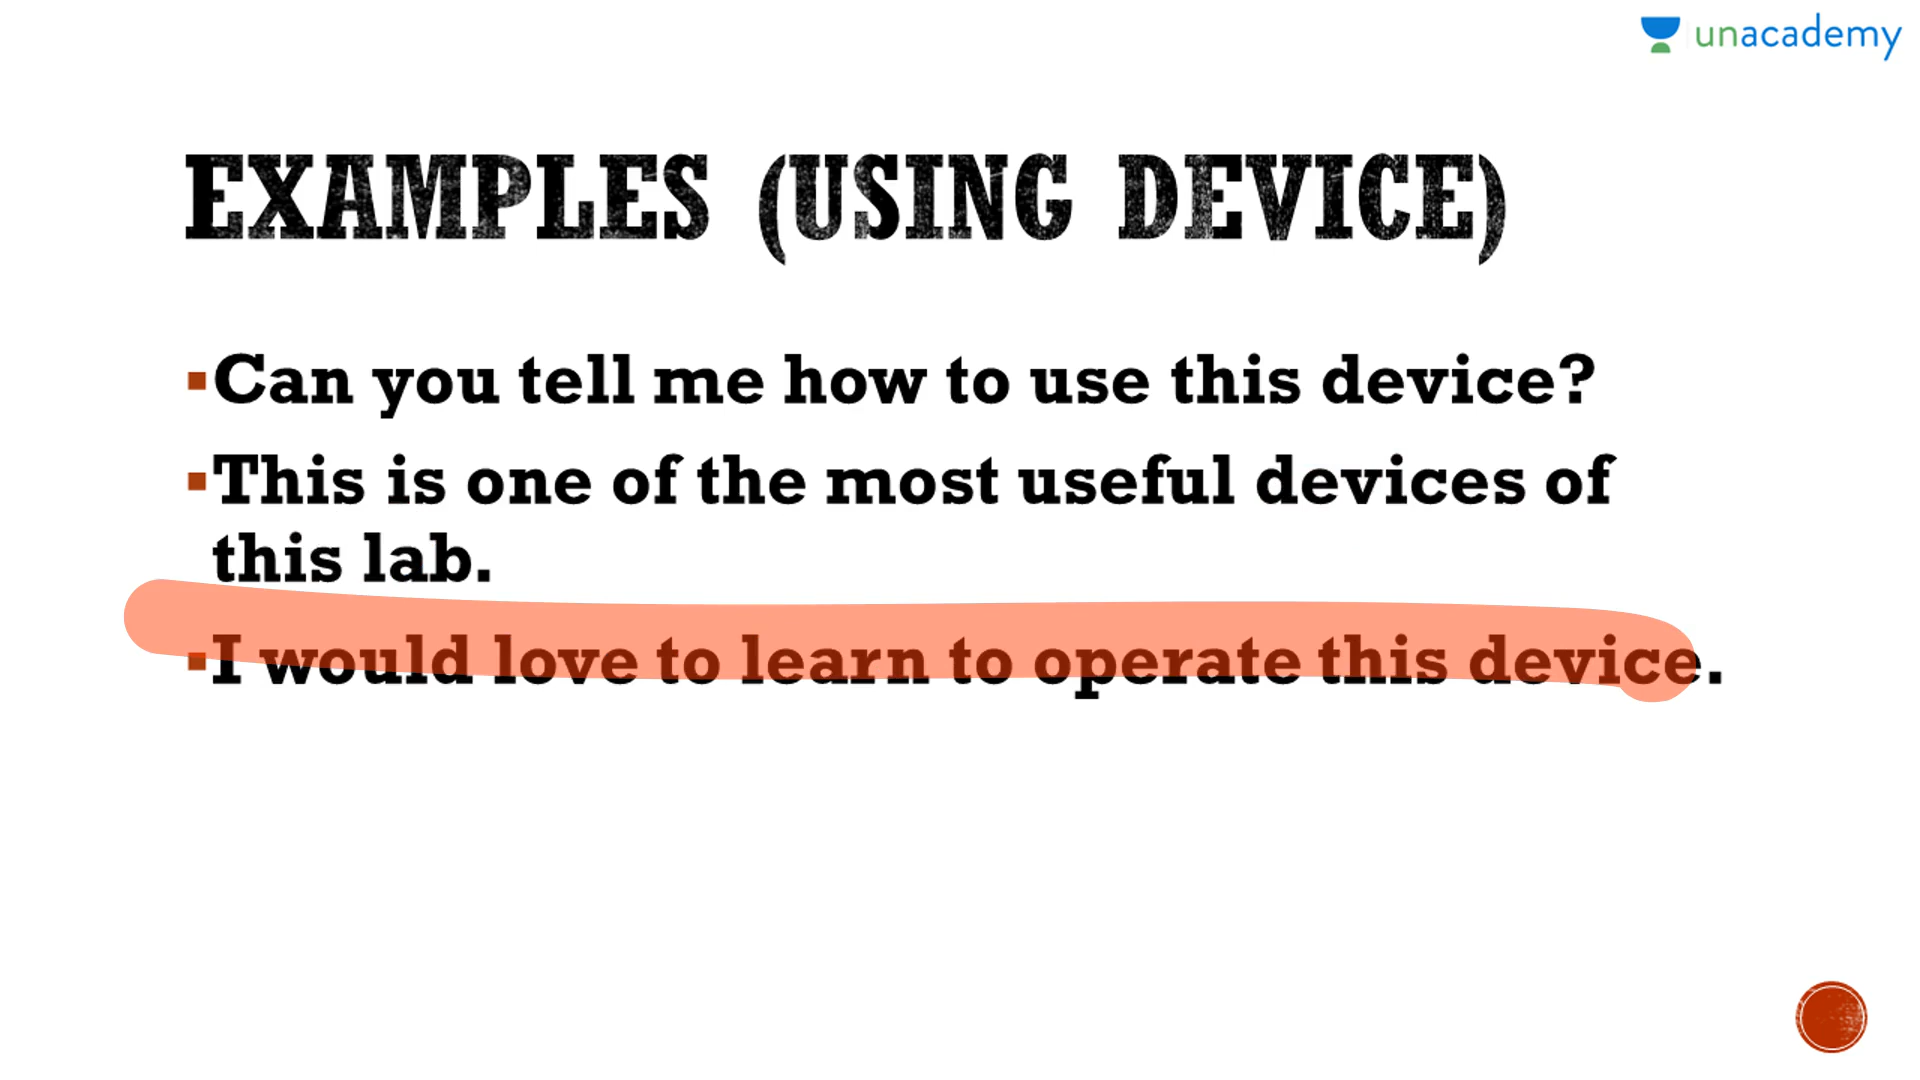 unacademy
EXAMPLES (USING DEVICE)
▪Can you tell me how to use this device?
▪This is one of the most useful devices of
this lab.
▪I would love to learn to operate this device.